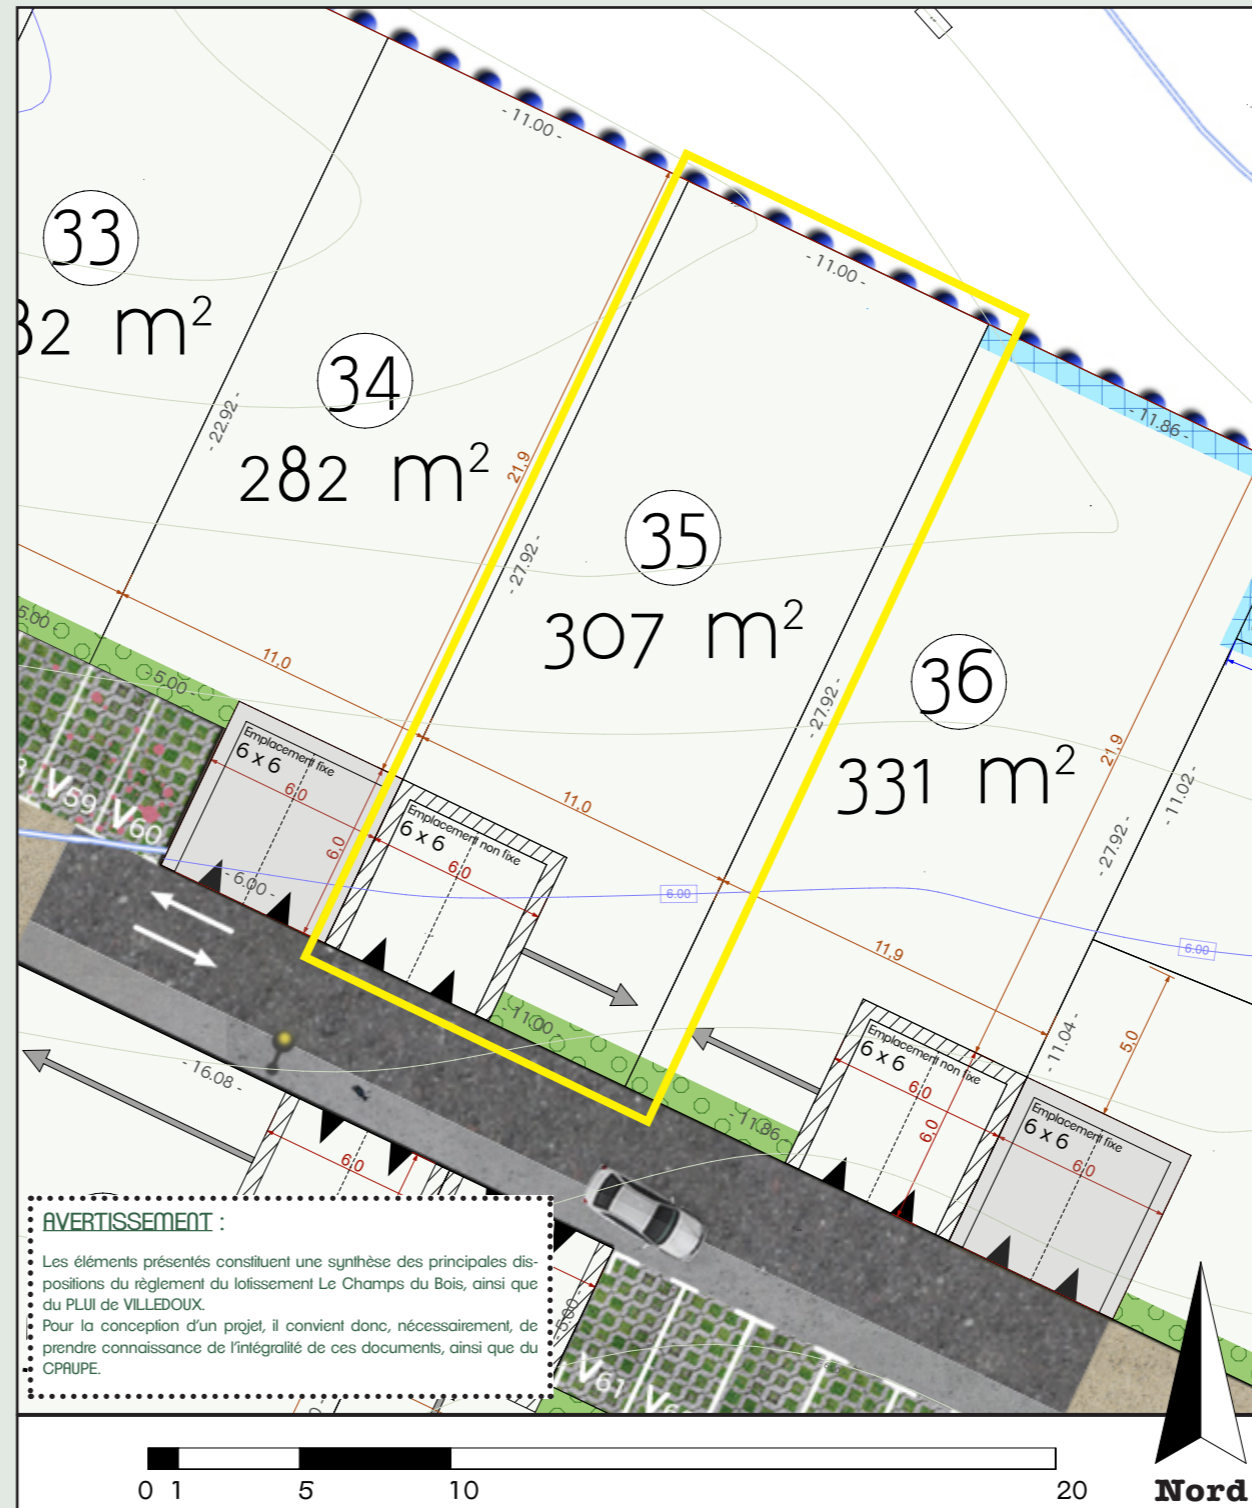 - 11.00 -
33
32 m²
- 11.00 -
34
282 m²
- 22.92 -
21,9
- 11.86 -
35
307 m²
- 27.92 -
36
331 m²
- 27.92 -
21,9
- 11.02 -
- 27.92 -
5.00 -
11,0
- 5.00 -
Emplacement fixe
6 x 6
6,0
6,0
11,0
Emplacement non fixe
6 x 6
6,0
V59
V60
- 6.00 -
6.00
6.00
11,9
- 11.00 -
- 11.04 -
5,0
Emplacement non fixe
6 x 6
6,0
6,0
Emplacement fixe
6 x 6
6,0
- 11.86 -
- 16.08 -
6,0
AVERTISSEMENT :
Les éléments présentés constituent une synthèse des principales dis-
positions du règlement du lotissement Le Champs du Bois, ainsi que
du PLUI de VILLEDOUX.
Pour la conception d'un projet, il convient donc, nécessairement, de
prendre connaissance de l'intégralité de ces documents, ainsi que du
CPAUPE.
V61
0 1 5 10 20
Nord